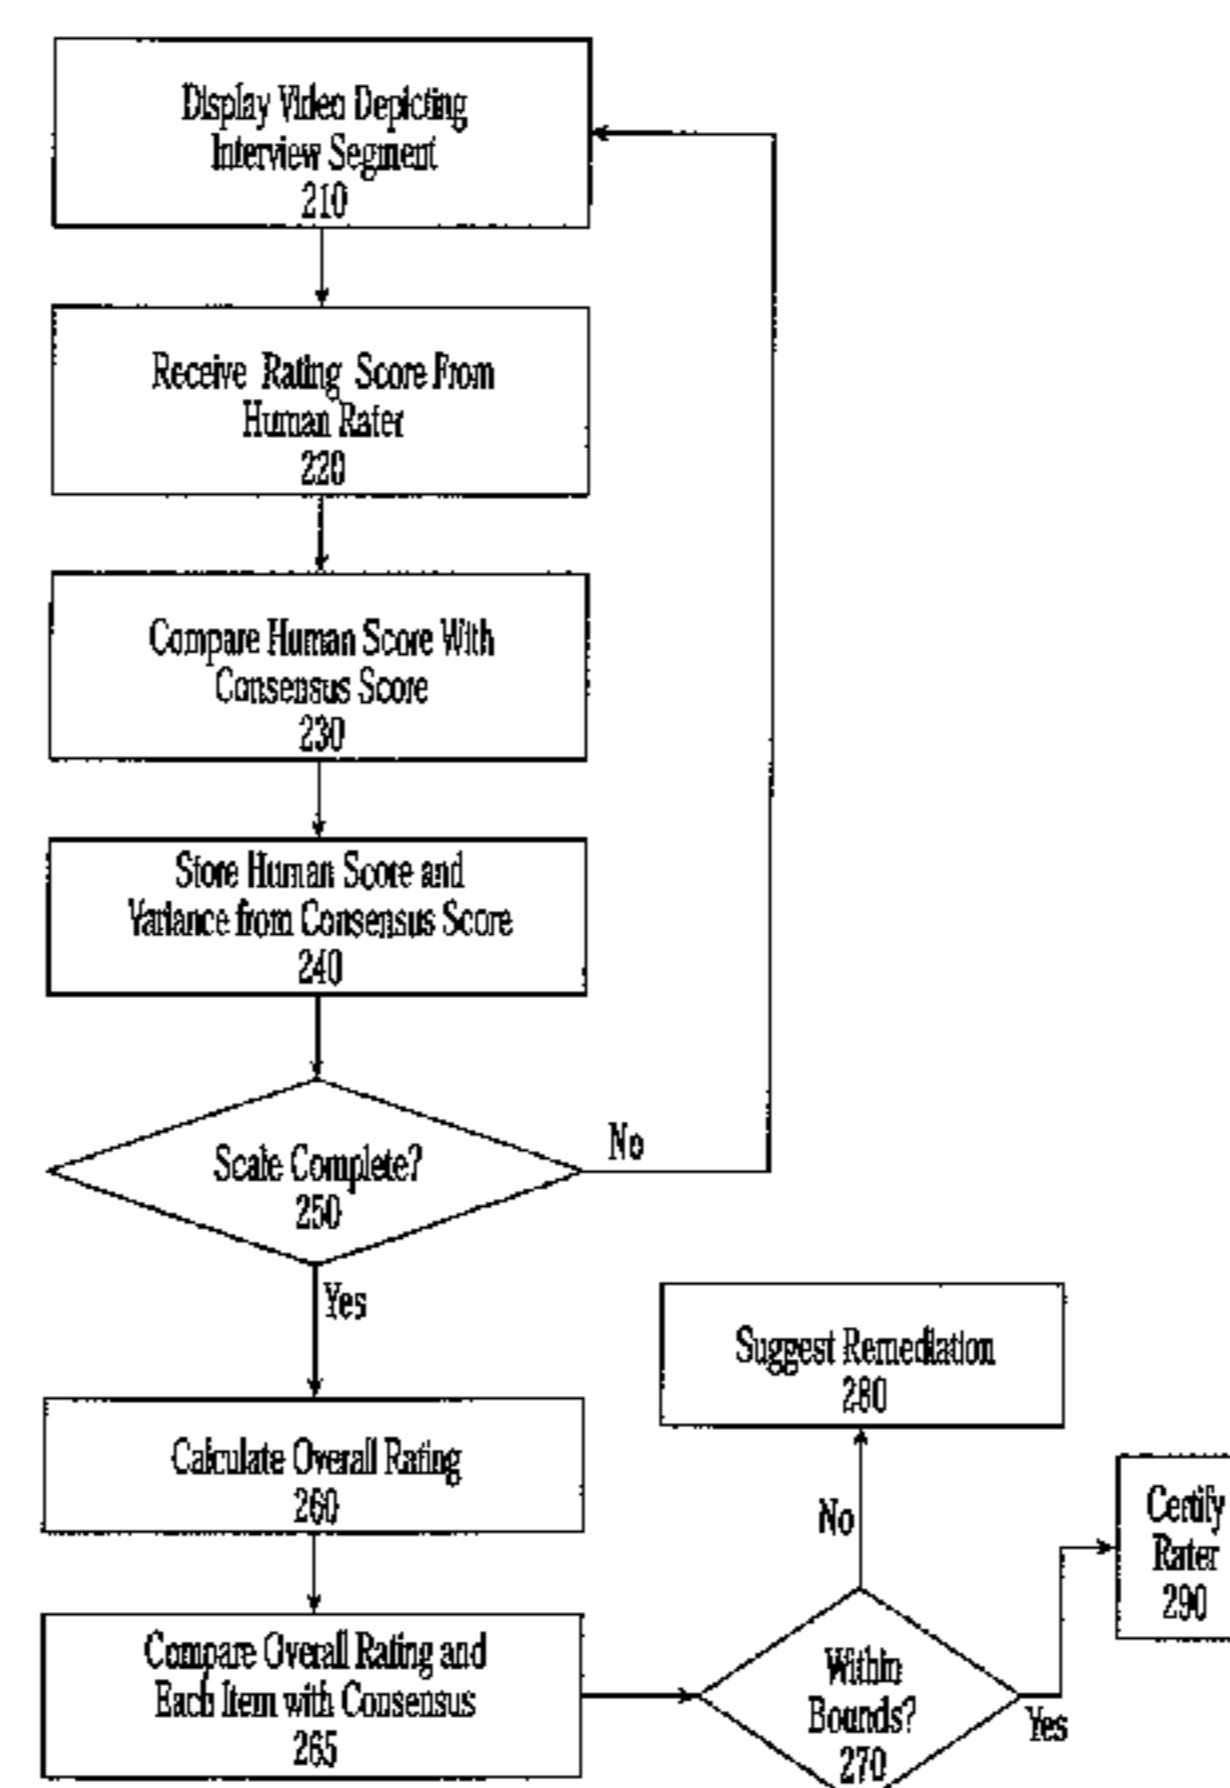 Display Video Depicting
Interview Segment
210
Receive Rating Score From
Human Rater
220
Compare Human Score With
Consensus Score
230
Store Human Score and
Variance from Consensus Score
240
Scale Complete?
250
No
Yes
Calculate Overall Rating
260
Compare Overall Rating and
Each Item with Consensus
265
Within
Bounds?
270
No
Suggest Remediation
280
Yes
Certify
Rater
290